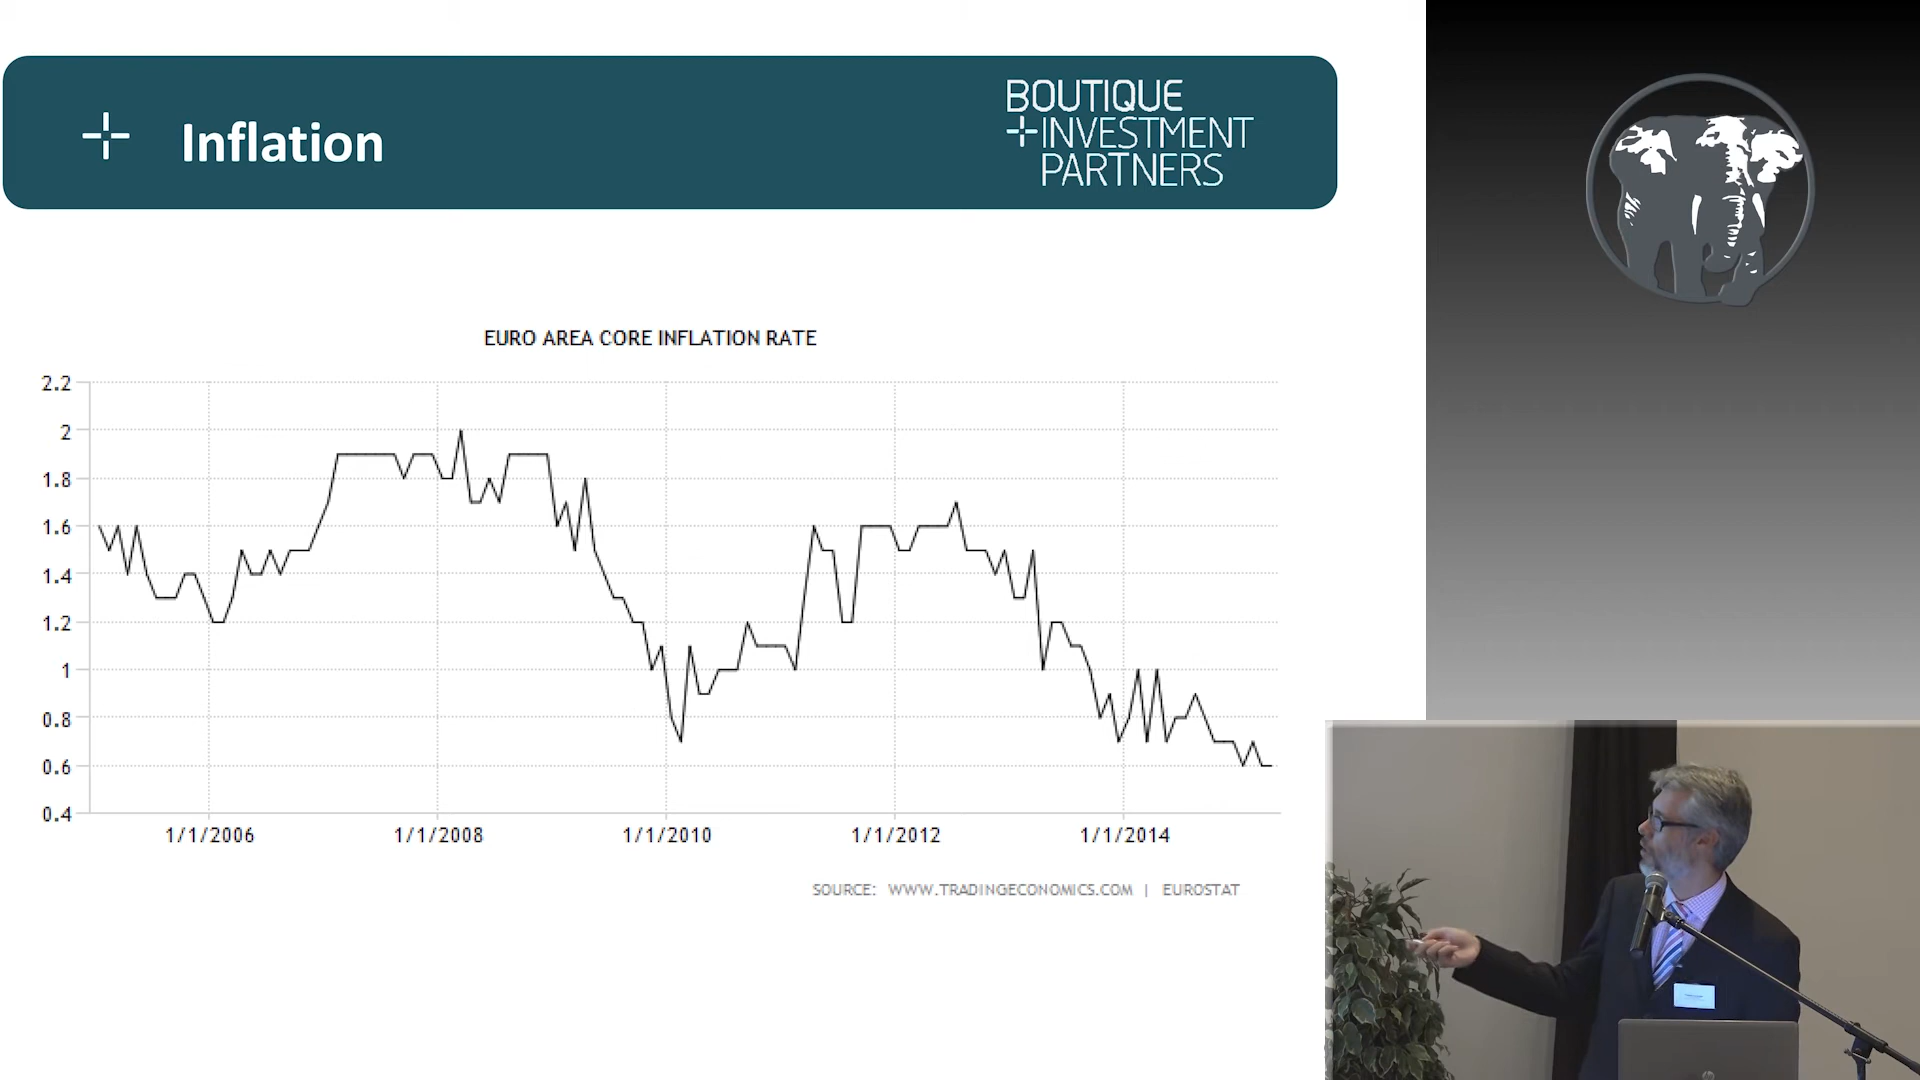 Inflation
BOUTIQUE
INVESTMENT
PARTNERS
EURO AREA CORE INFLATION RATE
2.2
2
1.8
1.6
1.4
1.2
1
0.8
0.6
0.4
1/1/2006
1/1/2008
1/1/2010
1/1/2012
1/1/2014
SOURCE: WWW.TRADINGECONOMICS.COM | EUROSTAT